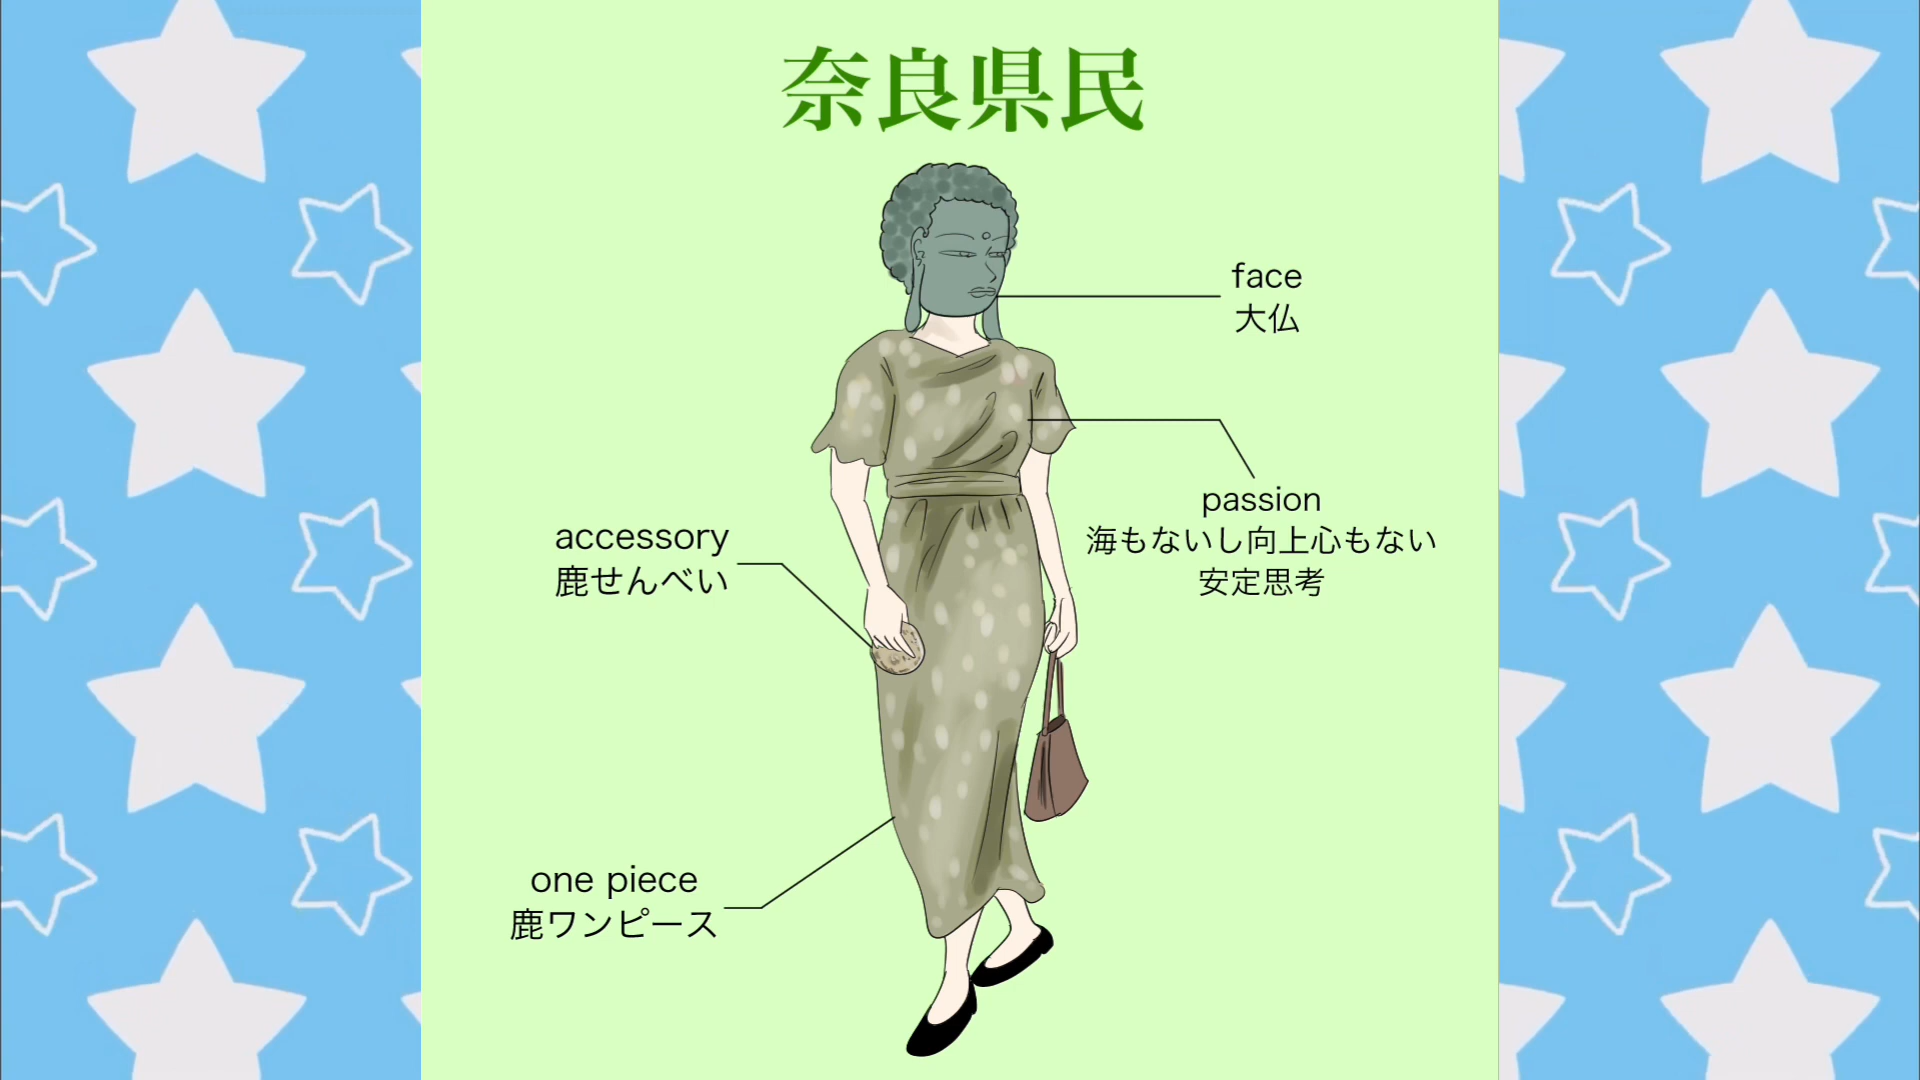 奈良県民
face
大仏
passion
海もないし向上心もない
安定思考
accessory
鹿せんべい
one piece
鹿ワンピース